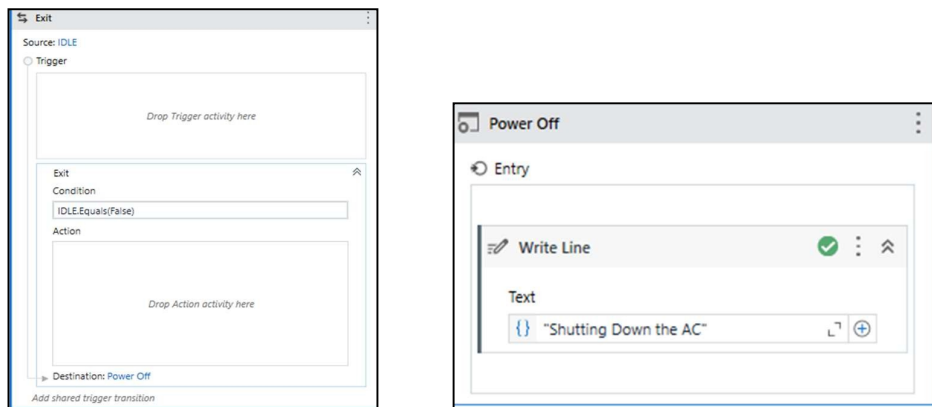 Exit
Source: IDLE
Trigger
Drop Trigger activity here
Exit
Condition
IDLE.Equals(False)
Action
Drop Action activity here
Destination: Power Off
Add shared trigger transition
Power Off
Entry
Write Line
Text
{} "Shutting Down the AC"